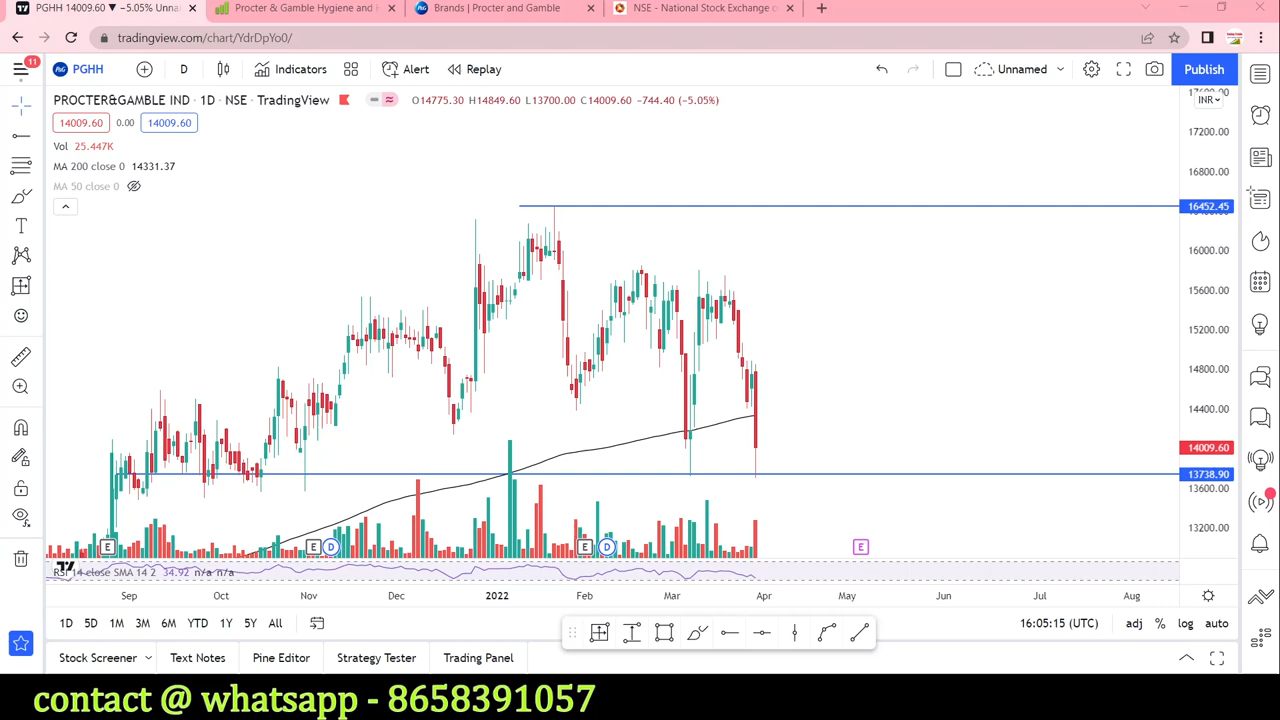 PGHH 14009.60 ▼ −5.05% Unna
Procter & Gamble Hygiene and H
Brands | Procter and Gamble
NSE - National Stock Exchange o
tradingview.com/chart/YdrDpYo0/
11
PGHH
D
Indicators
Alert
Replay
Unnamed
Publish
PROCTER&GAMBLE IND · 1D · NSE · TradingView
O14775.30 H14849.60 L13700.00 C14009.60 −744.40 (−5.05%)
INR
14009.60
0.00
14009.60
Vol 25.447K
MA 200 close 0 14331.37
MA 50 close 0
17600.00
17200.00
16800.00
16452.45
16000.00
15600.00
15200.00
14800.00
14400.00
14009.60
13738.90
13600.00
13200.00
E
E
D
E
D
E
RSI 14 close SMA 14 2 34.92 n/a n/a
Sep
Oct
Nov
Dec
2022
Feb
Mar
Apr
May
Jun
Jul
Aug
1D
5D
1M
3M
6M
YTD
1Y
5Y
All
16:05:15 (UTC)
adj
%
log
auto
Stock Screener
Text Notes
Pine Editor
Strategy Tester
Trading Panel
contact @ whatsapp - 8658391057